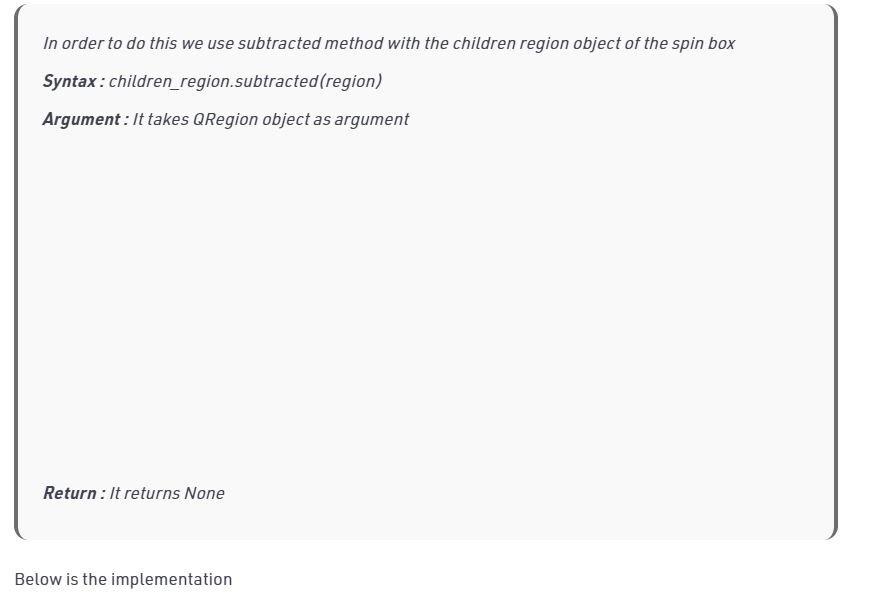 In order to do this we use subtracted method with the children region object of the spin box
Syntax : children_region.subtracted(region)
Argument : It takes QRegion object as argument
Return : It returns None
Below is the implementation